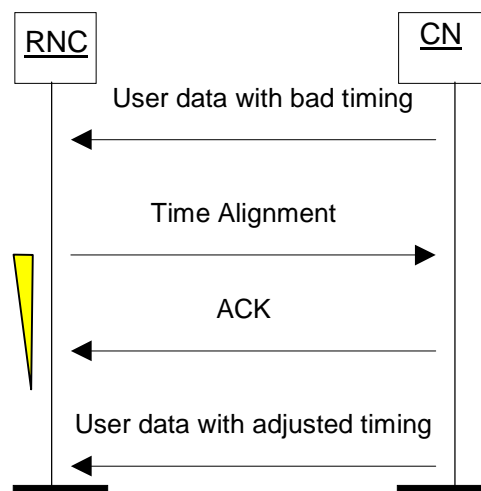 RNC
CN
User data with bad timing
Time Alignment
ACK
User data with adjusted timing